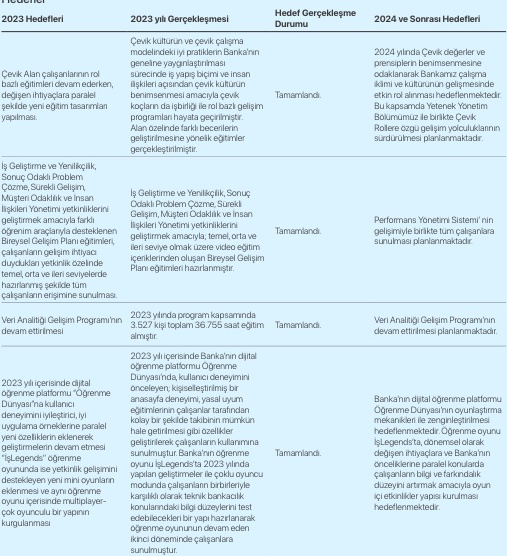 Hedefler
2023 Hedefleri
2023 yılı Gerçekleşmesi
Hedef Gerçekleşme
Durumu
2024 ve Sonrası Hedefleri
Çevik Alan çalışanlarının rol
bazlı eğitimleri devam ederken,
değişen ihtiyaçlara paralel
şekilde yeni eğitim tasarımları
yapılması.
Çevik kültürün ve çevik çalışma
modelindeki iyi pratiklerin Banka'nın
geneline yaygınlaştırılması
sürecinde iş yapış biçimi ve insan
ilişkileri açısından çevik kültürün
benimsenmesi amacıyla çevik
koçların da işbirliği ile rol bazlı gelişim
programları hayata geçirilmiştir.
Alan özelinde farklı becerilerin
geliştirilmesine yönelik eğitimler
gerçekleştirilmiştir.
Tamamlandı.
2024 yılında Çevik değerler ve
prensiplerin benimsenmesine
odaklanarak Bankamız çalışma
iklimi ve kültürünün gelişmesinde
etkin rol alınması hedeflenmektedir.
Bu kapsamda Yetenek Yönetim
Bölümümüz ile birlikte Çevik
Rollere özgü gelişim yolculuklarının
sürdürülmesi planlanmaktadır.
İş Geliştirme ve Yenilikçilik,
Sonuç Odaklı Problem
Çözme, Sürekli Gelişim,
Müşteri Odaklılık ve İnsan
İlişkileri Yönetimi yetkinliklerini
geliştirmek amacıyla farklı
öğrenim araçlarıyla desteklenen
Bireysel Gelişim Planı eğitimleri,
çalışanların gelişim ihtiyacı
duydukları yetkinlik özelinde
temel, orta ve ileri seviyelerde
hazırlanmış şekilde tüm
çalışanların erişimine sunulması.
İş Geliştirme ve Yenilikçilik, Sonuç
Odaklı Problem Çözme, Sürekli
Gelişim, Müşteri Odaklılık ve İnsan
İlişkileri Yönetimi yetkinliklerini
geliştirmek amacıyla, temel, orta ve
ileri seviye olmak üzere video eğitim
içeriklerinden oluşan Bireysel Gelişim
Planı eğitimleri hazırlanmıştır.
Tamamlandı.
Performans Yönetimi Sistemi' nin
gelişimiyle birlikte tüm çalışanlara
sunulması planlanmaktadır.
Veri Analitiği Gelişim Programı'nın
devam ettirilmesi
2023 yılında program kapsamında
3.527 kişi toplam 36.755 saat eğitim
almıştır.
Tamamlandı.
Veri Analitiği Gelişim Programı'nın
devam ettirilmesi planlanmaktadır.
2023 yılı içerisinde dijital
öğrenme platformu "Öğrenme
Dünyası"na kullanıcı
deneyimini iyileştirici, iyi
uygulama örneklerine paralel
yeni özelliklerin eklenerek
geliştirmelerin devam etmesi
"İşLegends" öğrenme
oyununda ise yetkinlik gelişimini
destekleyen yeni mini oyunların
eklenmesi ve aynı öğrenme
oyunu içerisinde multiplayer-
çok oyunculu bir yapının
kurgulanması
2023 yılı içerisinde Banka'nın dijital
öğrenme platformu Öğrenme
Dünyası'nda, kullanıcı deneyimini
önceleyen; kişiselleştirilmiş bir
anasayfa deneyimi, yasal uyum
eğitimlerinin çalışanlar tarafından
kolay bir şekilde takibinin mümkün
hale getirilmesi gibi özellikler
geliştirilerek çalışanların kullanımına
sunulmuştur. Banka'nın öğrenme
oyunu İşLegends'ta 2023 yılında
yapılan geliştirmeler ile çoklu oyuncu
modunda çalışanların birbirleriyle
karşılıklı olarak teknik bankacılık
konularındaki bilgi düzeylerini test
edebilecekleri bir yapı hazırlanarak
öğrenme oyununun devam eden
ikinci döneminde çalışanlara
sunulmuştur.
Tamamlandı.
Banka'nın dijital öğrenme platformu
Öğrenme Dünyası'nın oyunlaştırma
mekanikleri ile zenginleştirilmesi
hedeflenmektedir. Öğrenme oyunu
İşLegends'ta, dönemsel olarak
değişen ihtiyaçlara ve Banka'nın
önceliklerine paralel konularda
çalışanların bilgi ve farkındalık
düzeyini artırmak amacıyla oyun
içi etkinlikler yapısı kurulması
hedeflenmektedir.